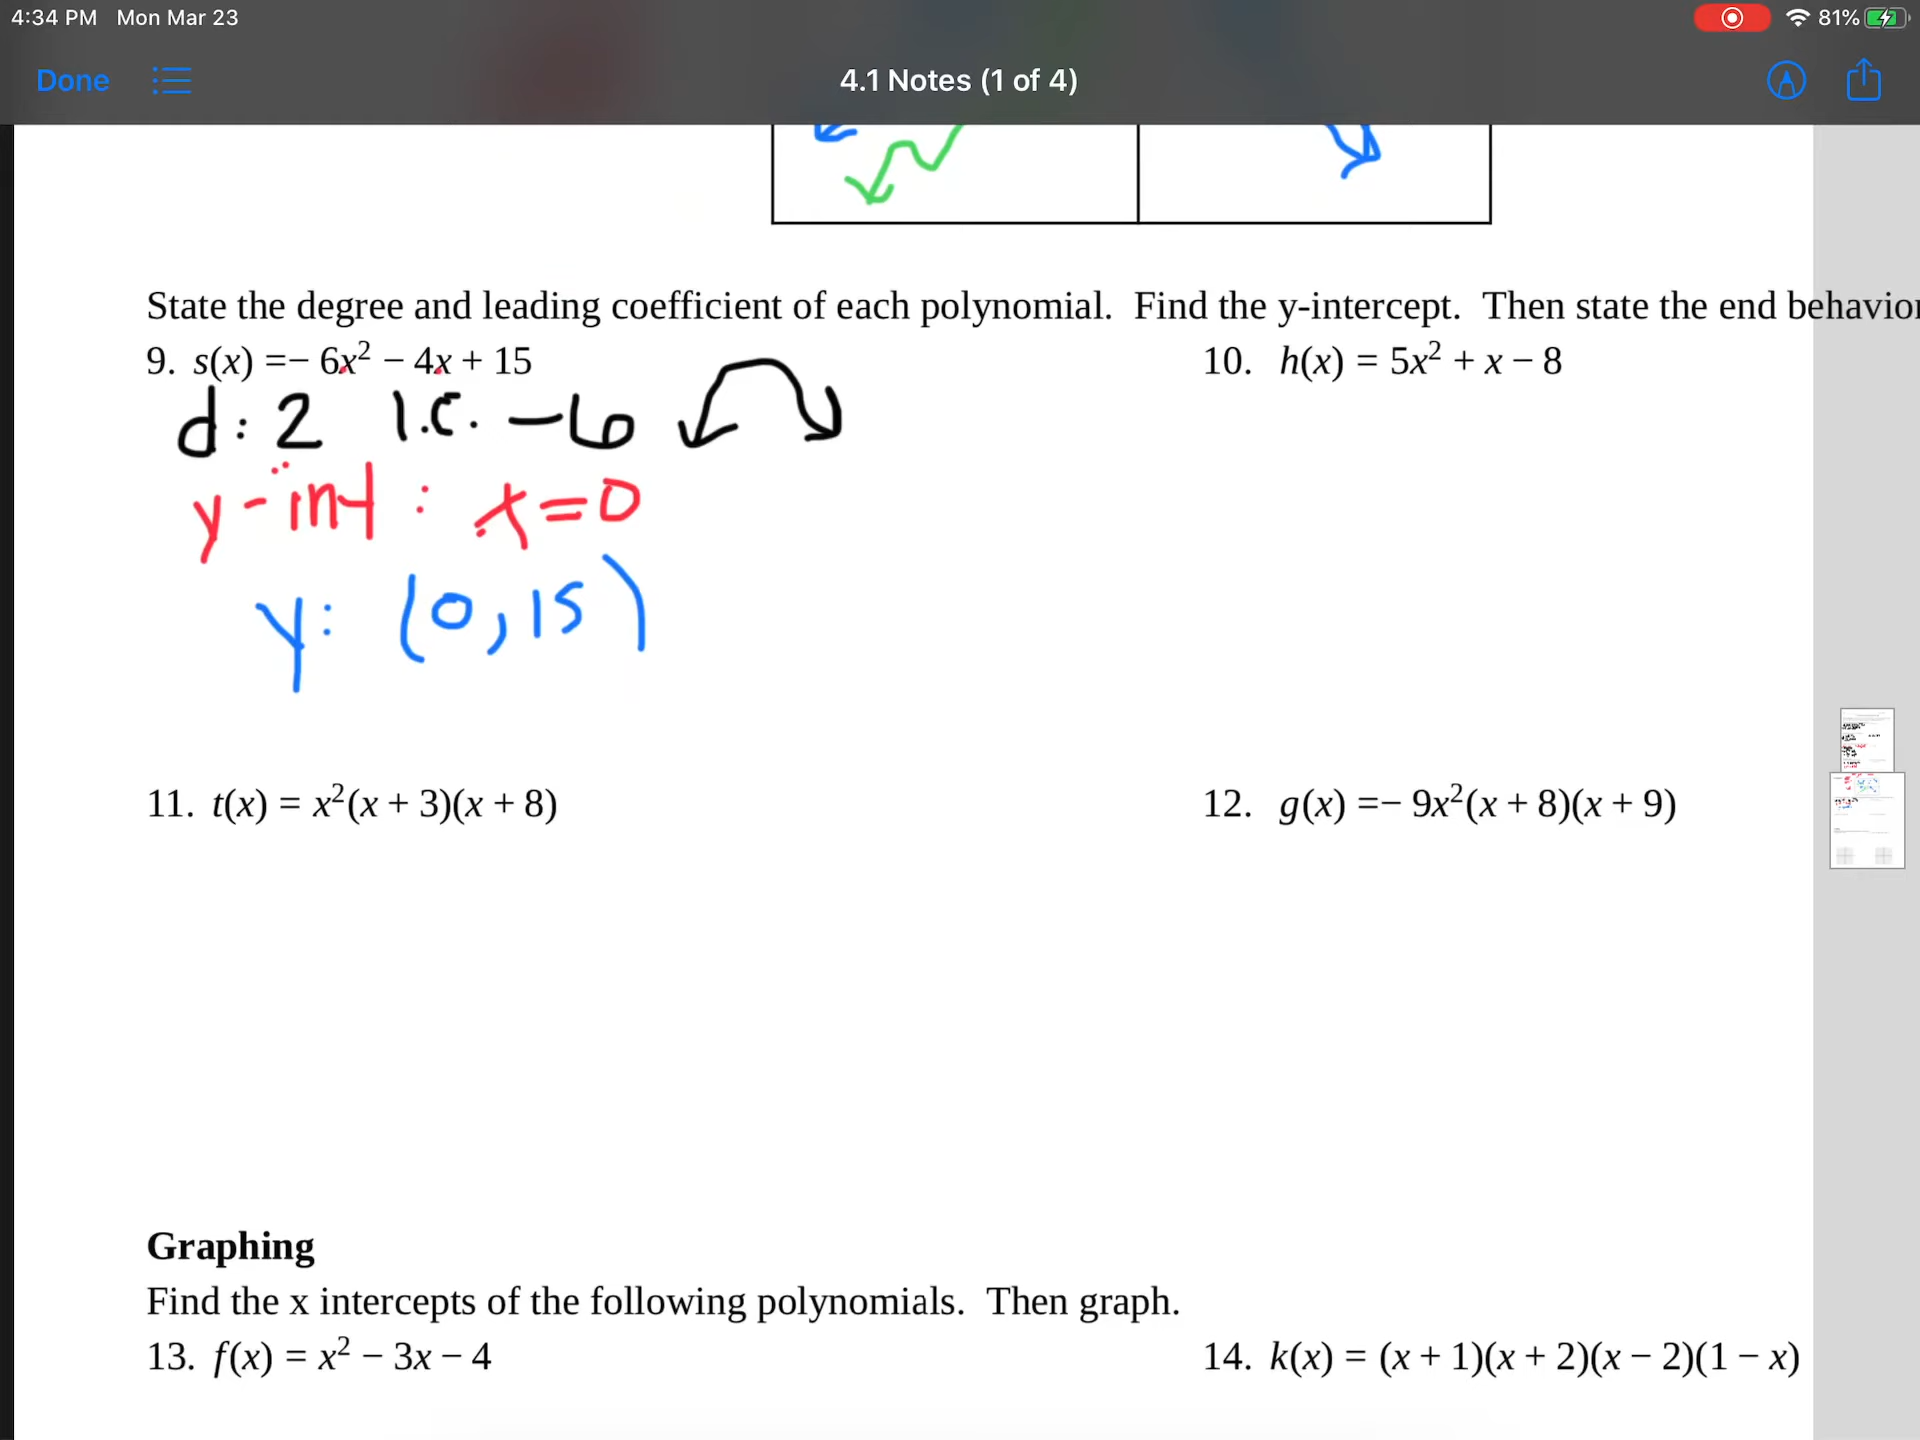 4:34 PM Mon Mar 23
81%
Done
4.1 Notes (1 of 4)
State the degree and leading coefficient of each polynomial. Find the y-intercept. Then state the end behavior
9. s(x) =− 6x² − 4x + 15
10. h(x) = 5x² + x − 8
d: 2 l.c. -6
y-int : x=0
y: (0,15)
11. t(x) = x²(x + 3)(x + 8)
12. g(x) =− 9x²(x + 8)(x + 9)
Graphing
Find the x intercepts of the following polynomials. Then graph.
13. f(x) = x² − 3x − 4
14. k(x) = (x + 1)(x + 2)(x − 2)(1 − x)